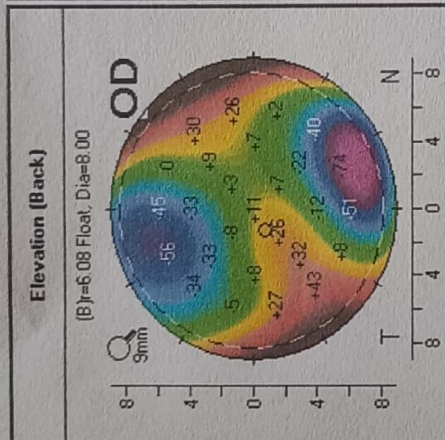 Elevation (Back)
(B)r=6.08 Float, Dia=8.00
9mm
OD
8
4
0
4
8
-56 -45 0 +30
-34 -33 -33 +9 +26
-5 -8 +3 +7 +2
+8 +11
+27 +26 +7 -22 -40
+32 -12
+43 +8 -51 -74
T N
8 4 0 4 8